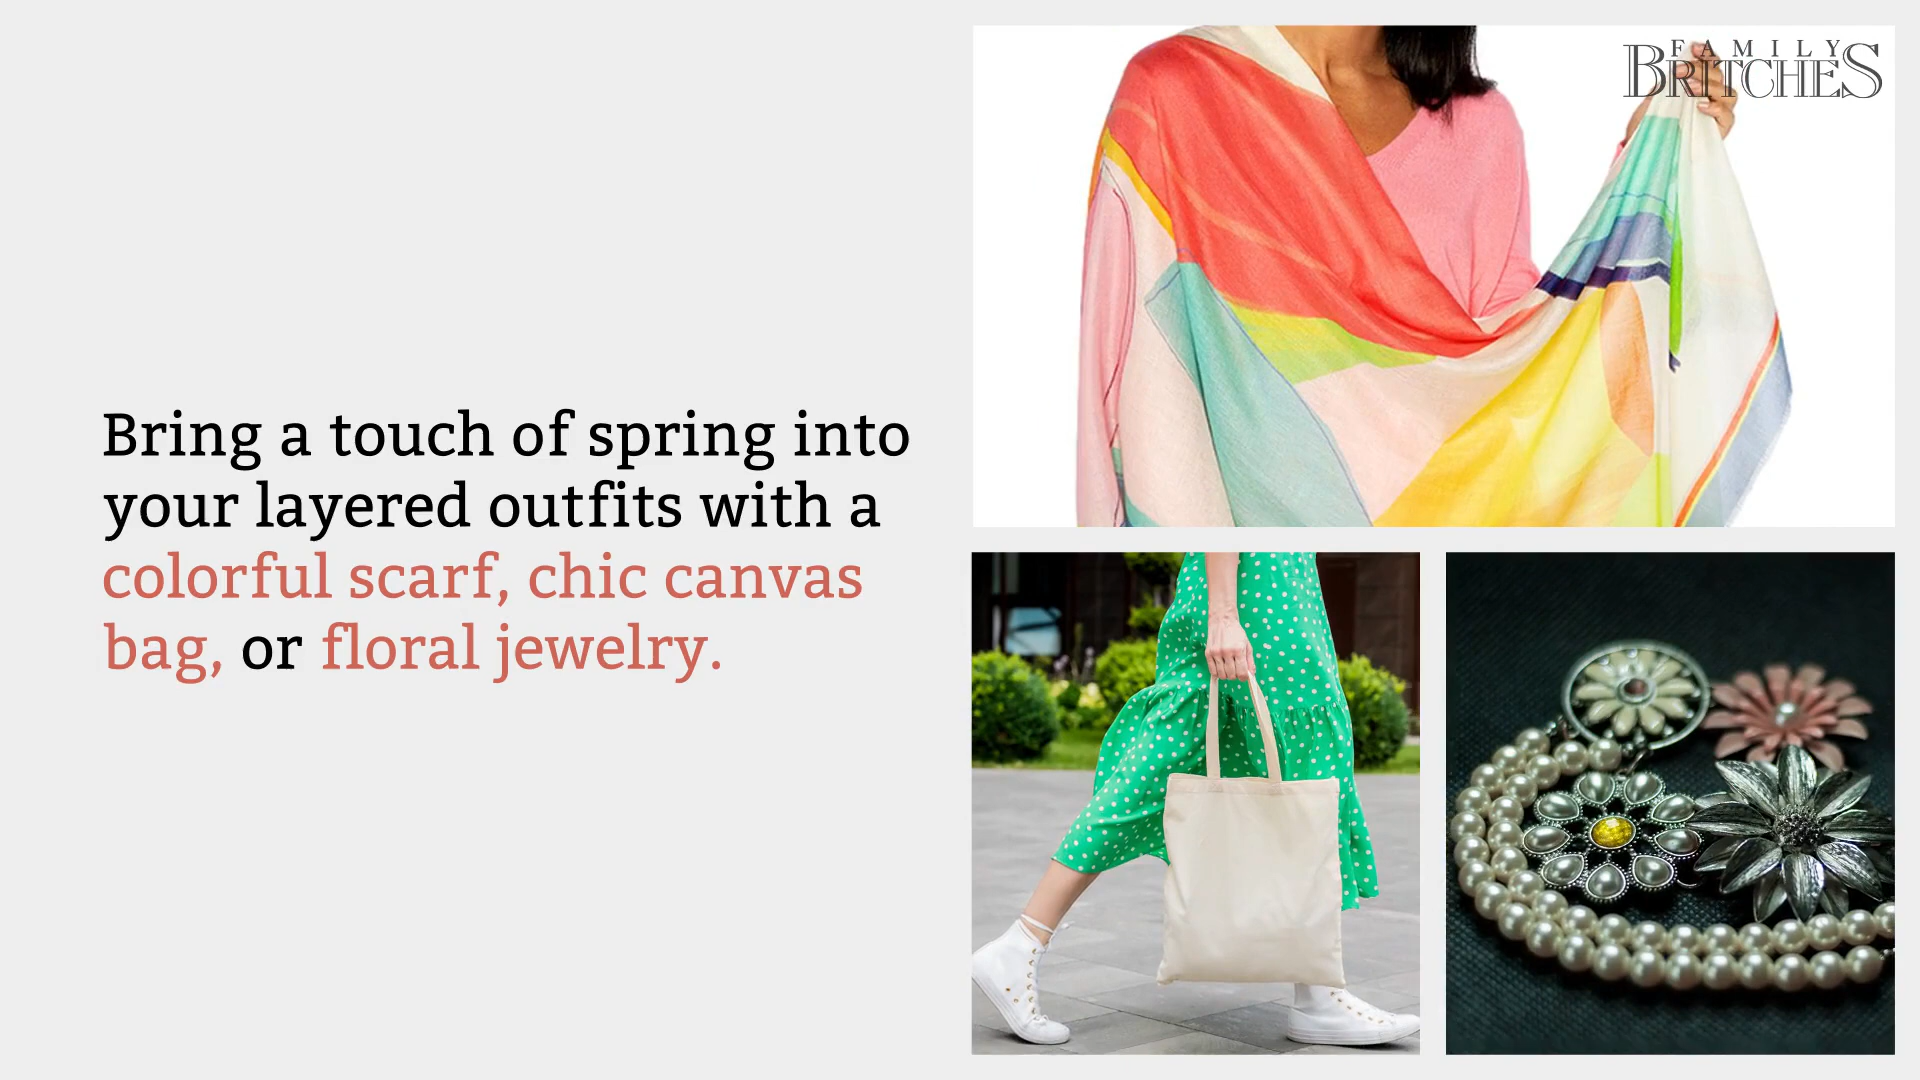 Bring a touch of spring into
your layered outfits with a
colorful scarf, chic canvas
bag, or floral jewelry.
FAMILY
BRITCHES